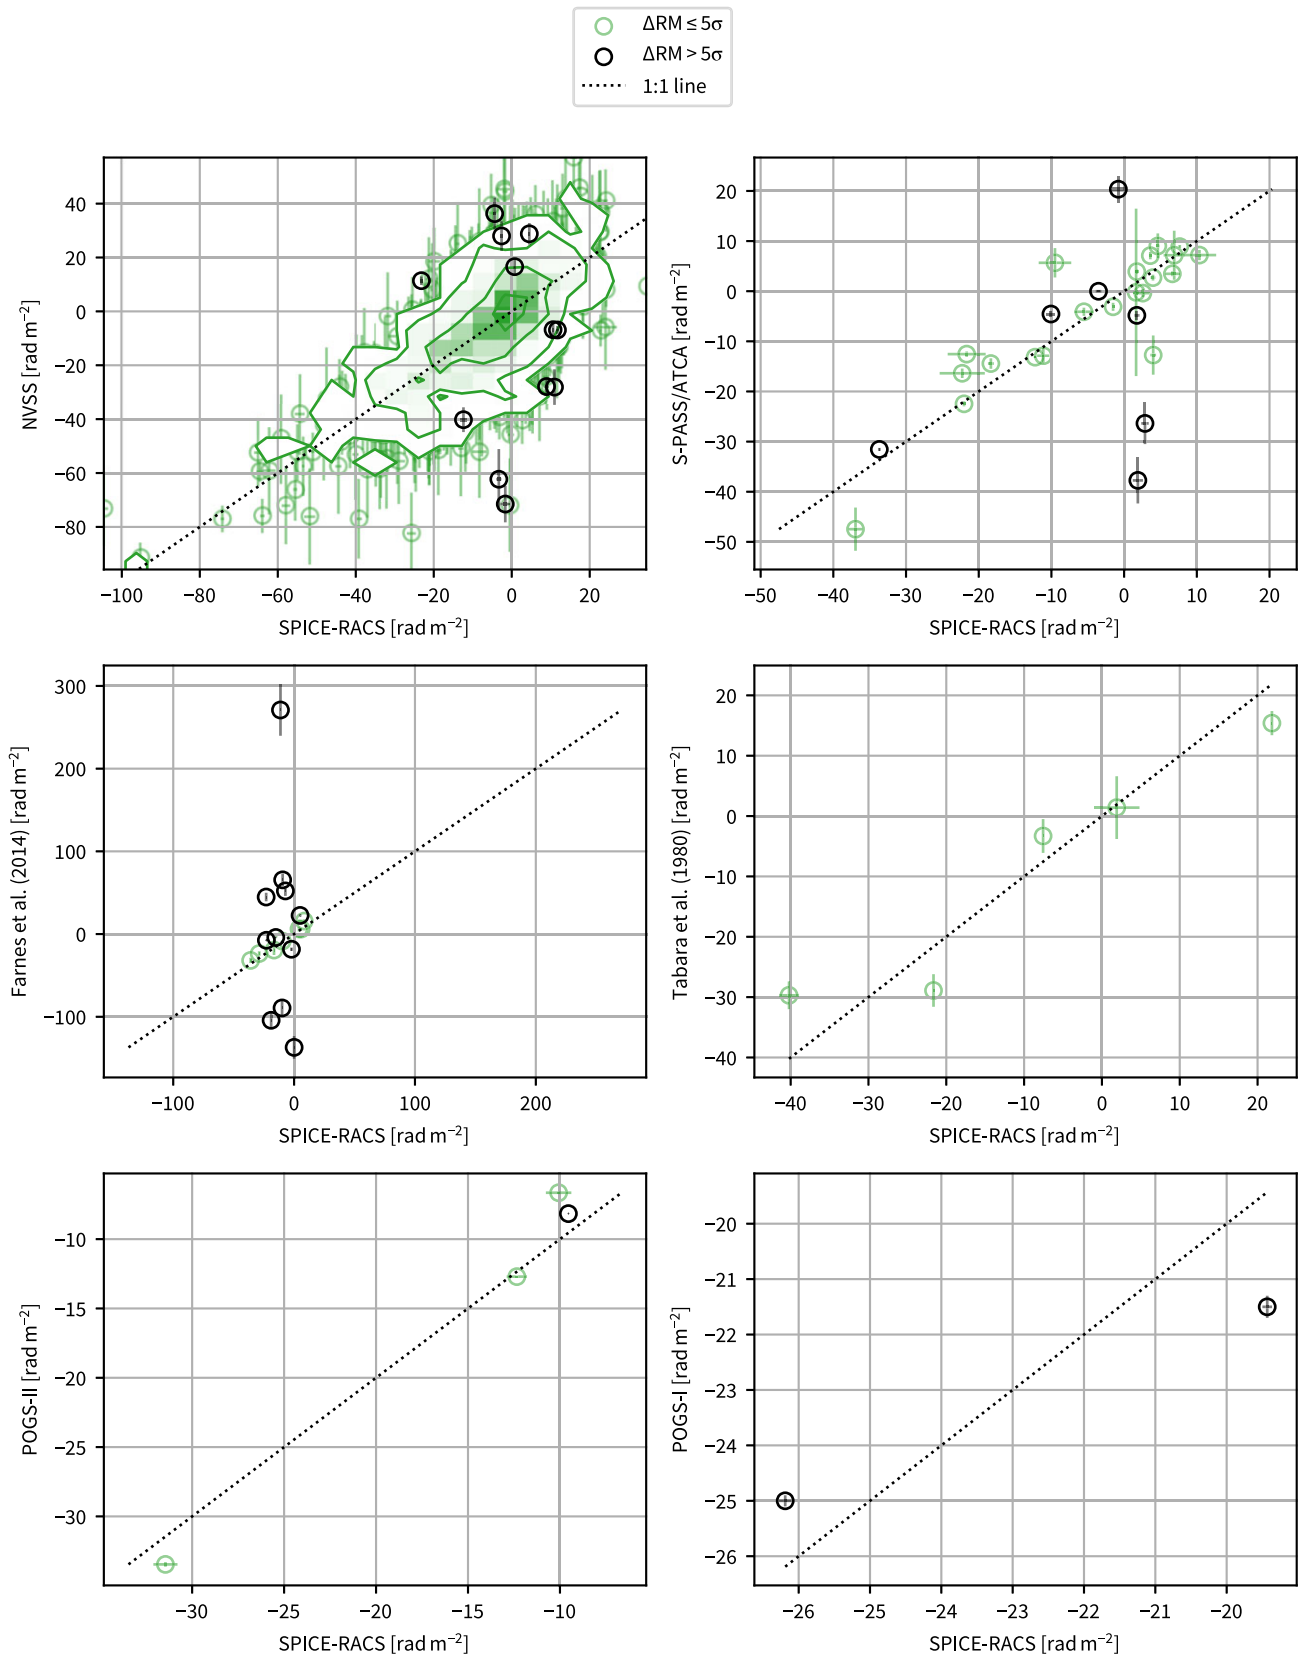 ΔRM ≤ 5σ
ΔRM > 5σ
1:1 line
40
20
0
−20
−40
−60
−80
NVSS [rad m⁻²]
−100 −80 −60 −40 −20 0 20
SPICE-RACS [rad m⁻²]
20
10
0
−10
−20
−30
−40
−50
S-PASS/ATCA [rad m⁻²]
−50 −40 −30 −20 −10 0 10 20
SPICE-RACS [rad m⁻²]
300
200
100
0
−100
Farnes et al. (2014) [rad m⁻²]
−100 0 100 200
SPICE-RACS [rad m⁻²]
20
10
0
−10
−20
−30
−40
Tabara et al. (1980) [rad m⁻²]
−40 −30 −20 −10 0 10 20
SPICE-RACS [rad m⁻²]
−10
−15
−20
−25
−30
POGS-II [rad m⁻²]
−30 −25 −20 −15 −10
SPICE-RACS [rad m⁻²]
−20
−21
−22
−23
−24
−25
−26
POGS-I [rad m⁻²]
−26 −25 −24 −23 −22 −21 −20
SPICE-RACS [rad m⁻²]